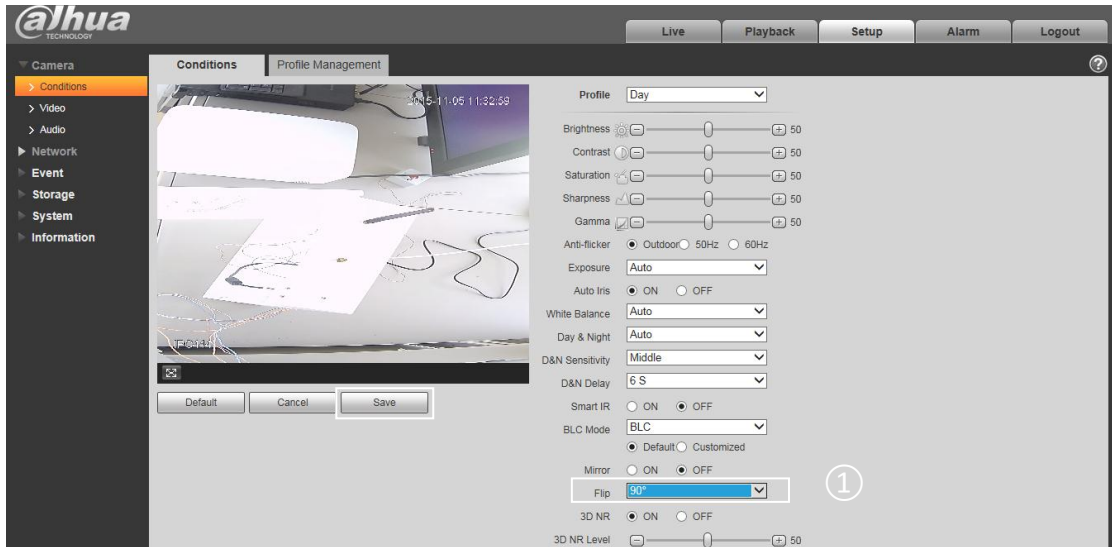 alhua
TECHNOLOGY
Live
Playback
Setup
Alarm
Logout
Camera
Conditions
Video
Audio
Network
Event
Storage
System
Information
Conditions
Profile Management
2015-11-05 11:32:59
Default
Cancel
Save
Profile Day
Brightness 50
Contrast 50
Saturation 50
Sharpness 50
Gamma 50
Anti-flicker Outdoor 50Hz 60Hz
Exposure Auto
Auto Iris ON OFF
White Balance Auto
Day & Night Auto
D&N Sensitivity Middle
D&N Delay 6 S
Smart IR ON OFF
BLC Mode BLC
Default Customized
Mirror ON OFF
Flip 90°
①
3D NR ON OFF
3D NR Level 50